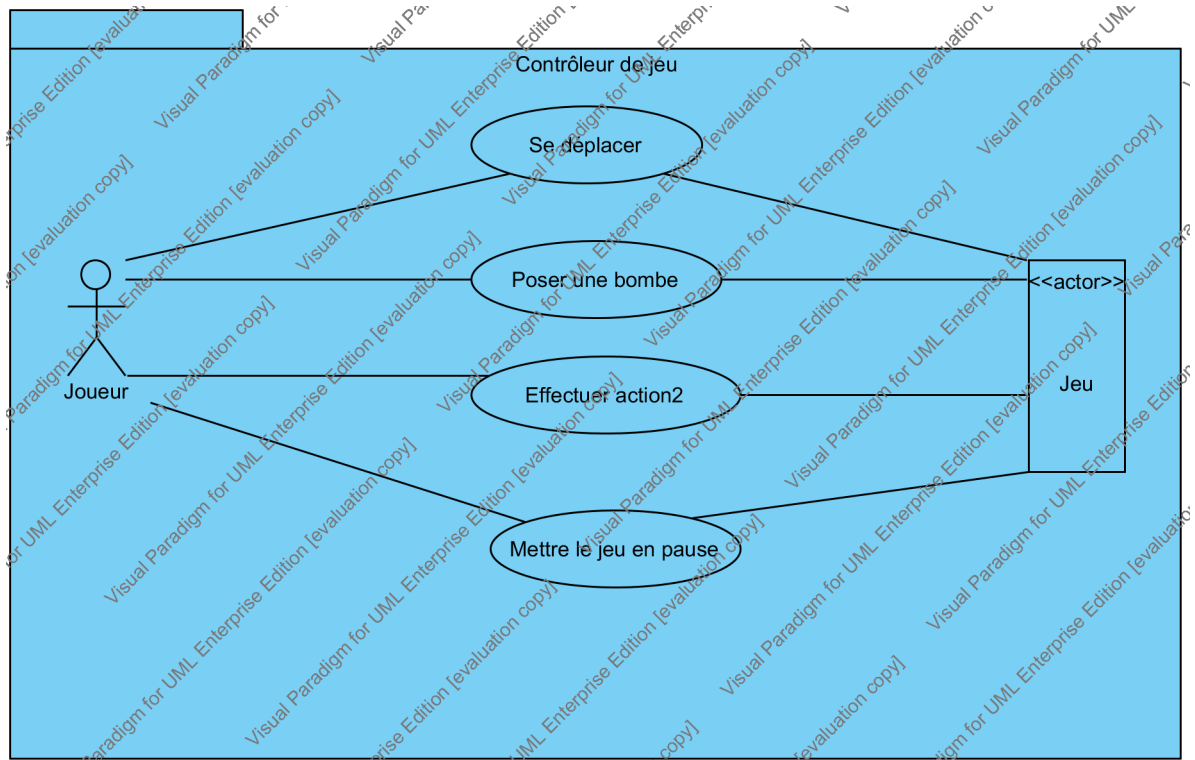 Contrôleur de jeu
Se déplacer
Poser une bombe
<<actor>>
Jeu
Joueur
Effectuer action2
Mettre le jeu en pause
Visual Paradigm for UML Enterprise Edition [evaluation copy]